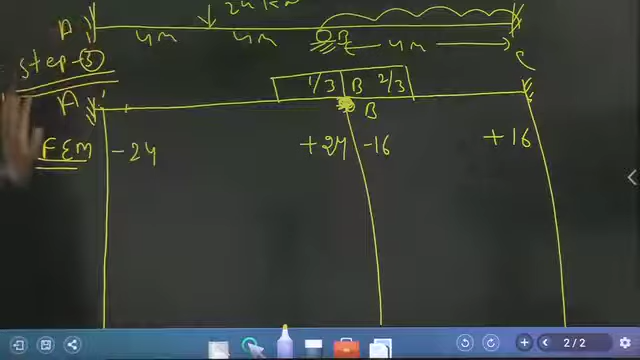 24 kN
A 4m 4m B 4m C
Step-3
1/3 B 2/3
A B
FEM -24 +24 -16 +16
2 / 2